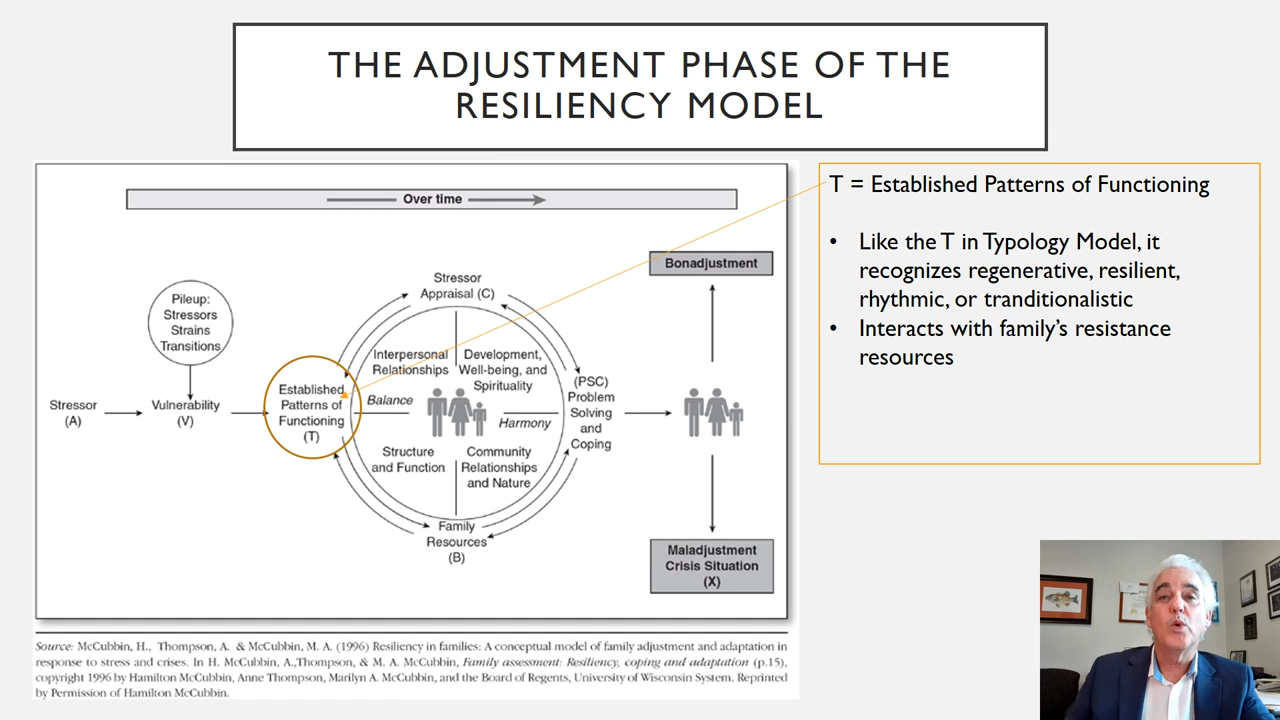 THE ADJUSTMENT PHASE OF THE
RESILIENCY MODEL
Over time
Bonadjustment
Stressor
Appraisal (C)
Pileup:
Stressors
Strains
Transitions
Interpersonal
Relationships
Development,
Well-being, and
Spirituality
Established
Patterns of
Functioning
(T)
(PSC)
Problem
Solving
and
Coping
Stressor
(A)
Vulnerability
(V)
Balance
Harmony
Structure
and Function
Community
Relationships
and Nature
Family
Resources
(B)
Maladjustment
Crisis Situation
(X)
Source: McCubbin, H., Thompson, A. & McCubbin, M. A. (1996) Resiliency in families: A conceptual model of family adjustment and adaptation in
response to stress and crises. In H. McCubbin, A.,Thompson, & M. A. McCubbin, Family assessment: Resiliency, coping and adaptation (p.15),
copyright 1996 by Hamilton McCubbin, Anne Thompson, Marilyn A. McCubbin, and the Board of Regents, University of Wisconsin System. Reprinted
by Permission of Hamilton McCubbin.
T = Established Patterns of Functioning
• Like the T in Typology Model, it
recognizes regenerative, resilient,
rhythmic, or tranditionalistic
• Interacts with family's resistance
resources